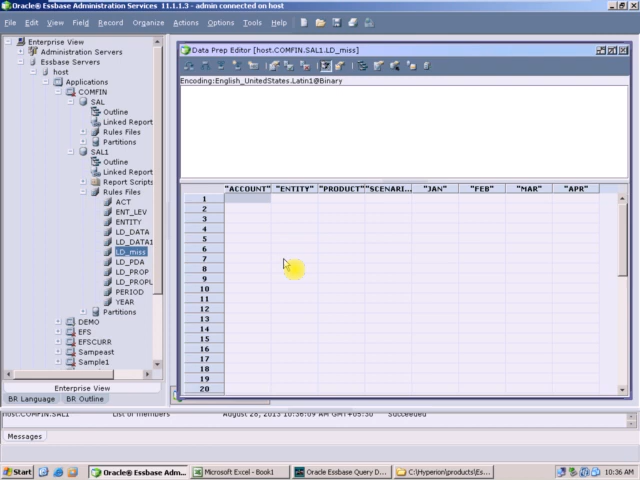 Oracle® Essbase Administration Services 11.1.1.3 - admin connected on host
File Edit View Field Record Organize Actions Options Tools Help
Enterprise View
Administration Servers
Essbase Servers
host
Applications
COMFIN
SAL
Outline
Linked Report
Rules Files
Partitions
SAL1
Outline
Linked Report
Report Scripts
Rules Files
ACT
ENT_LEV
ENTITY
LD_DATA
LD_DATA1
LD_miss
LD_PDA
LD_PROP
LD_PROPL
PERIOD
YEAR
Partitions
DEMO
EFS
EFSCURR
Sampeast
Sample1
Enterprise View
BR Language BR Outline
Data Prep Editor [host.COMFIN.SAL1.LD_miss]
Encoding:English_UnitedStates.Latin1@Binary
"ACCOUNT" "ENTITY" "PRODUCT" "SCENARI... "JAN" "FEB" "MAR" "APR"
1
2
3
4
5
6
7
8
9
10
11
12
13
14
15
16
17
18
19
20
host.COMFIN.SAL1 List of members August 28, 2013 10:36:09 AM GMT+05:30 Succeeded
Messages
Start Oracle® Essbase Adm... Microsoft Excel - Book1 Oracle Essbase Query D... C:\Hyperion\products\Es... 10:36 AM